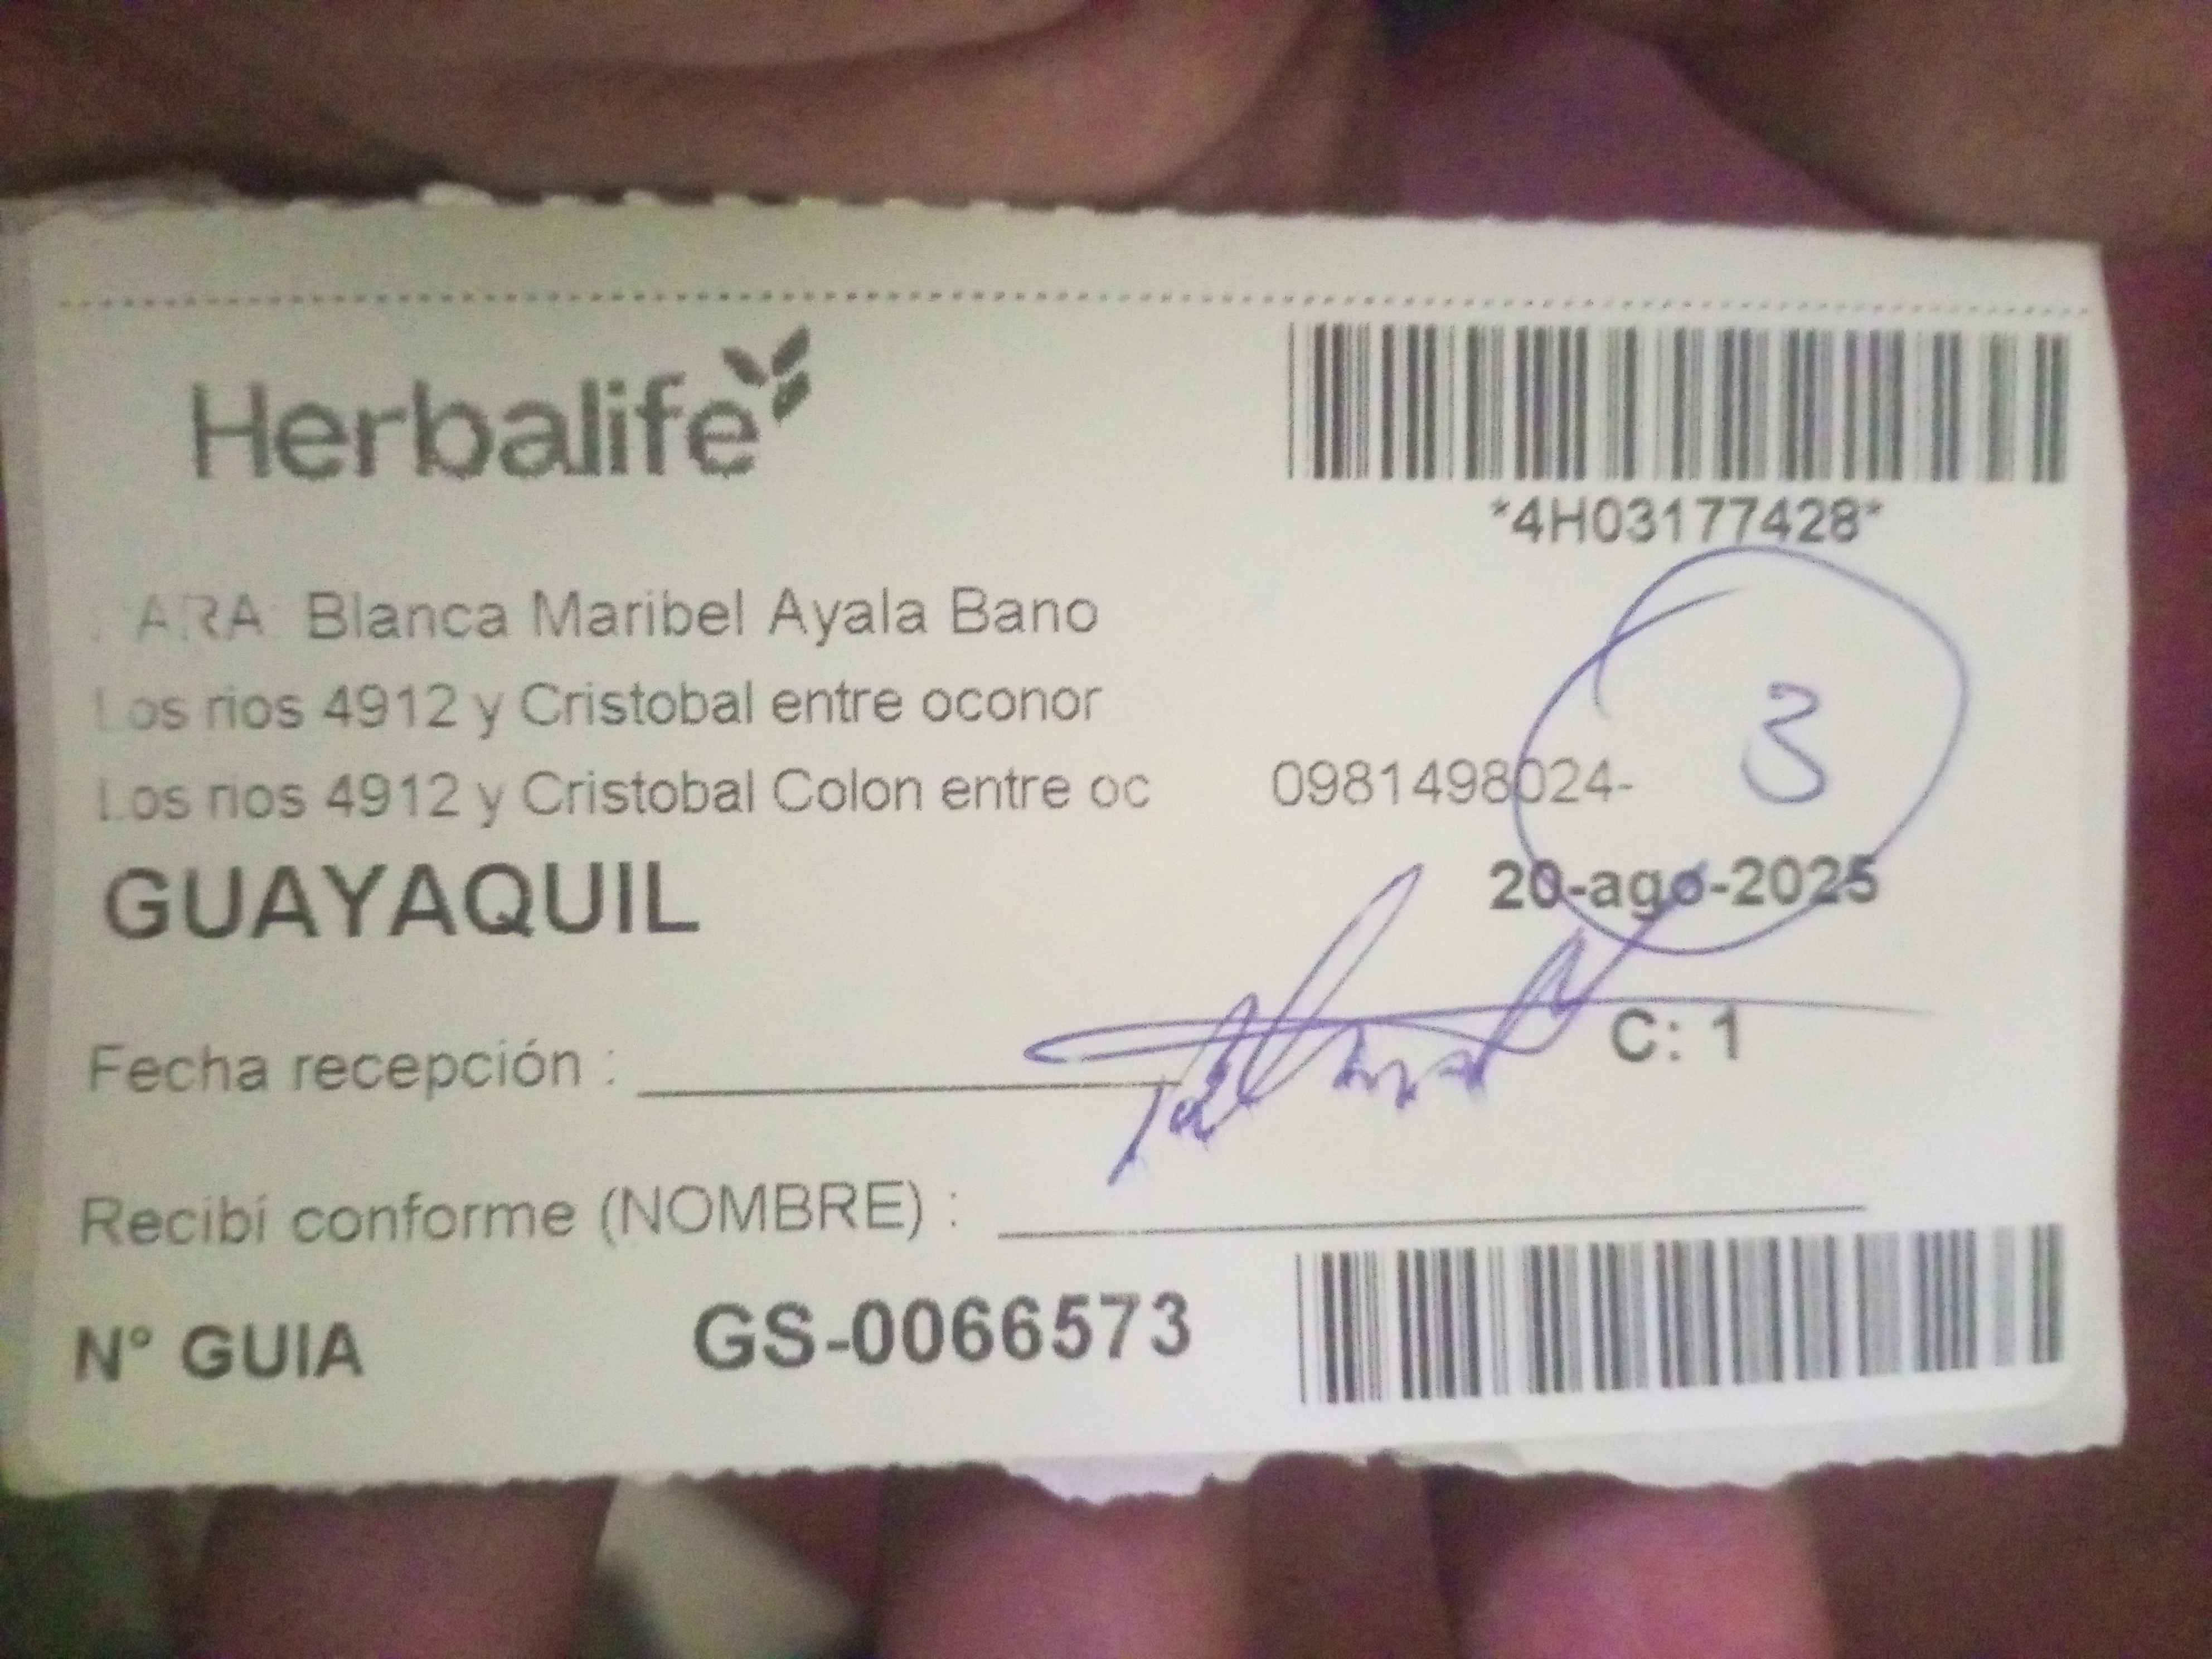 Herbalife
*4H03177428*
PARA: Blanca Maribel Ayala Bano
Los rios 4912 y Cristobal entre oconor
Los rios 4912 y Cristobal Colon entre oc 0981498024-
3
GUAYAQUIL 20-ago-2025
Fecha recepción : C: 1
Recibí conforme (NOMBRE) :
N° GUIA GS-0066573